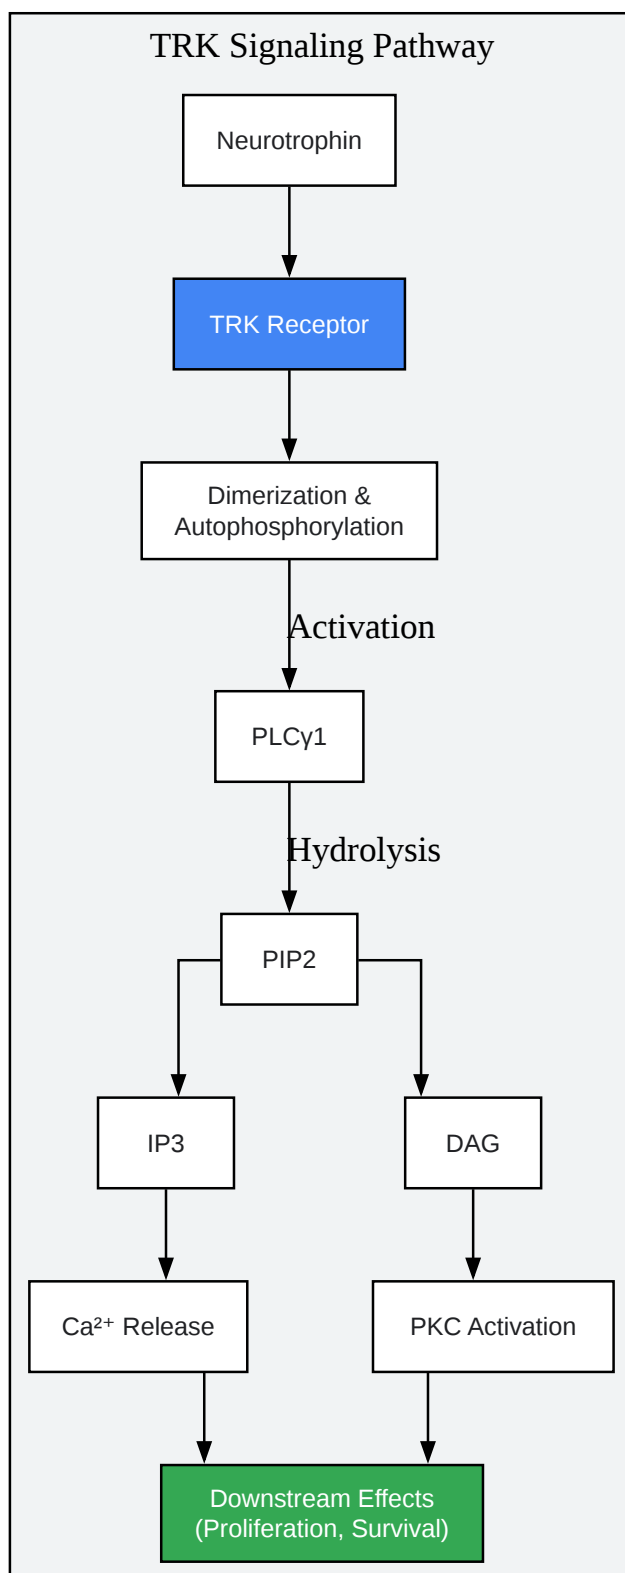 TRK Signaling Pathway
Neurotrophin
TRK Receptor
Dimerization &
Autophosphorylation
Activation
PLCγ1
Hydrolysis
PIP2
IP3
DAG
Ca²⁺ Release
PKC Activation
Downstream Effects
(Proliferation, Survival)